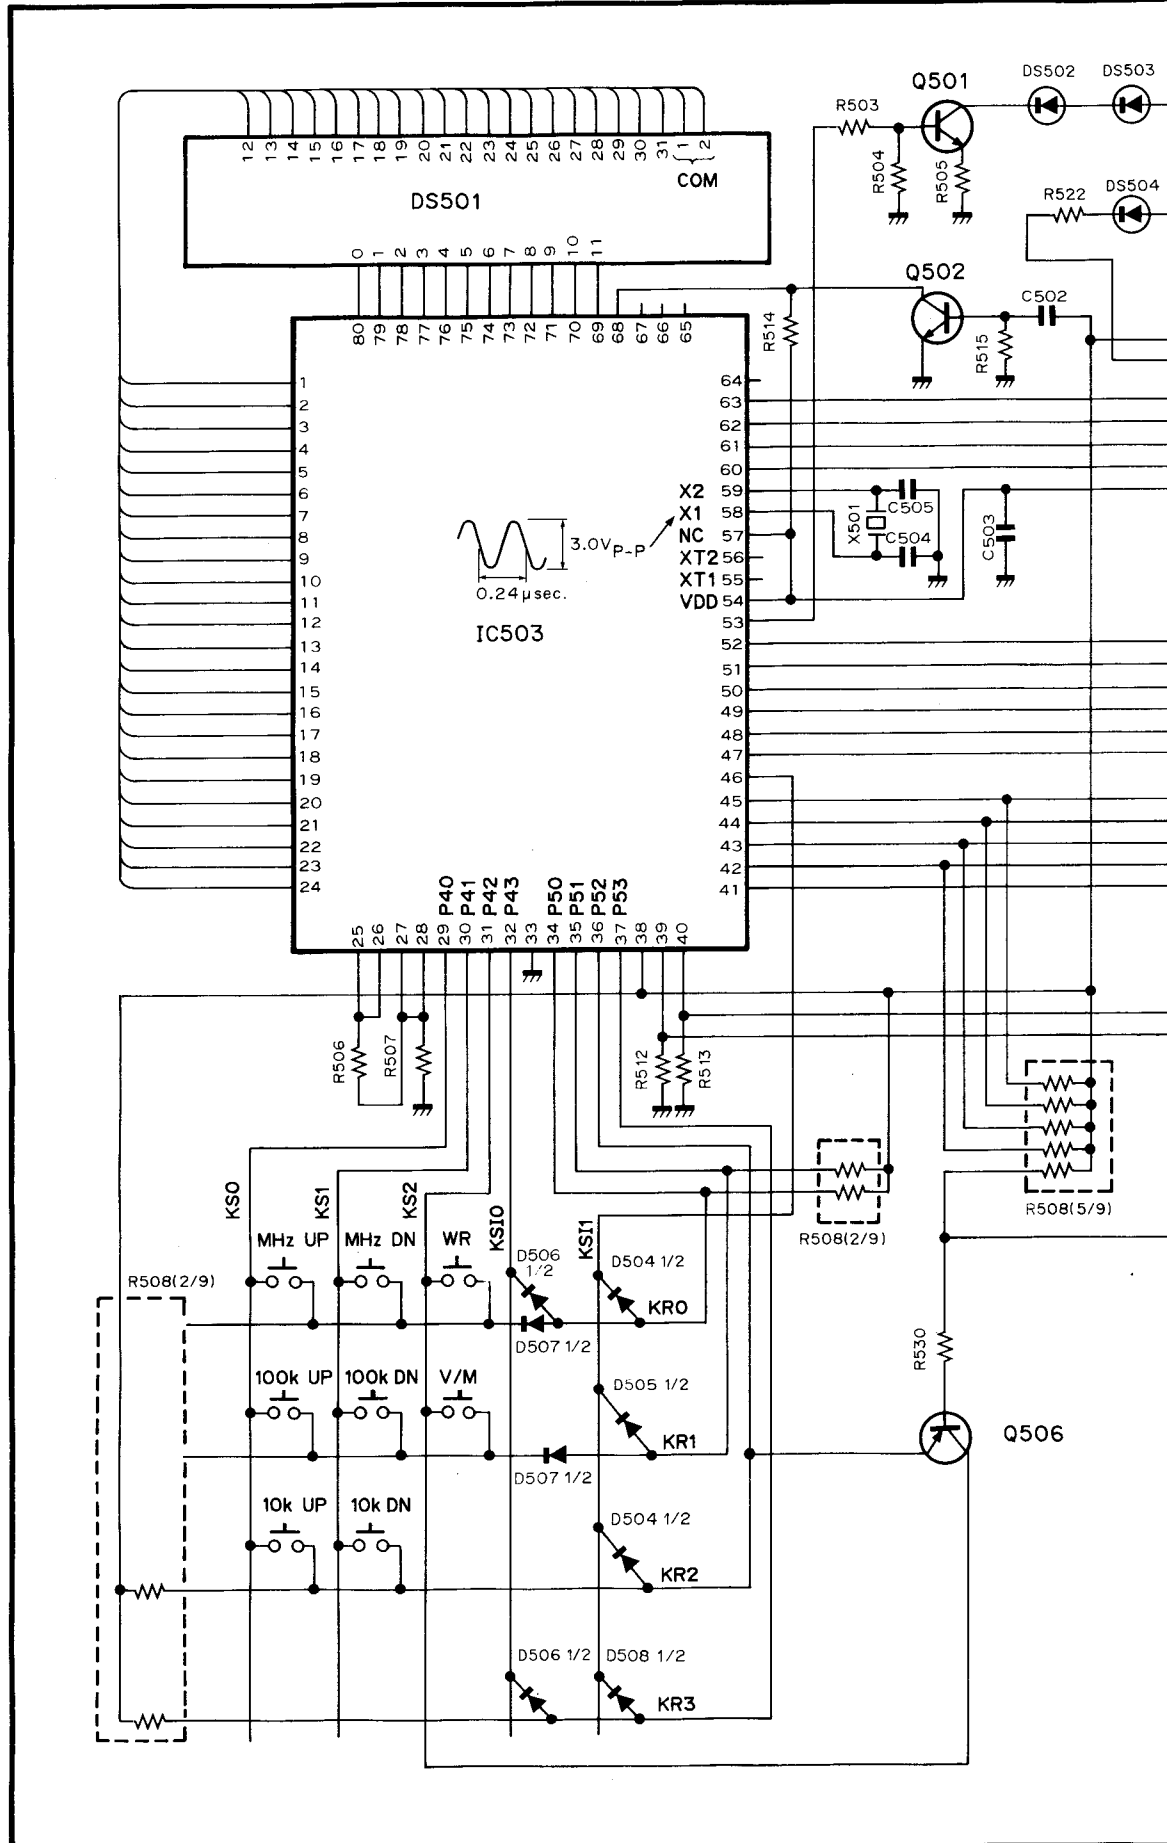 DS502 DS503
Q501
R503
R504
R505
12 13 14 15 16 17 18 19 20 21 22 23 24 25 26 27 28 29 30 31 1 2
COM
DS501
R522 DS504
0 1 2 3 4 5 6 7 8 9 10 11
Q502
C502
R514
R515
80 79 78 77 76 75 74 73 72 71 70 69 68 67 66 65
1
2
3
4
5
6
7
8
9
10
11
12
13
14
15
16
17
18
19
20
21
22
23
24
64
63
62
61
60
X2 59
X1 58
NC 57
XT2 56
XT1 55
VDD 54
53
52
51
50
49
48
47
46
45
44
43
42
41
3.0VP-P
0.24µsec.
IC503
X501
C505
C504
C503
P40 P41 P42 P43 P50 P51 P52 P53
25 26 27 28 29 30 31 32 33 34 35 36 37 38 39 40
R506
R507
R512
R513
R508(5/9)
R508(2/9)
KS0
KS1
KS2
KSI0
KSI1
MHz UP MHz DN WR
D506
1/2
D504 1/2
R508(2/9)
KR0
D507 1/2
R530
100k UP 100k DN V/M
D505 1/2
KR1
D507 1/2
Q506
10k UP 10k DN
D504 1/2
KR2
D506 1/2 D508 1/2
KR3